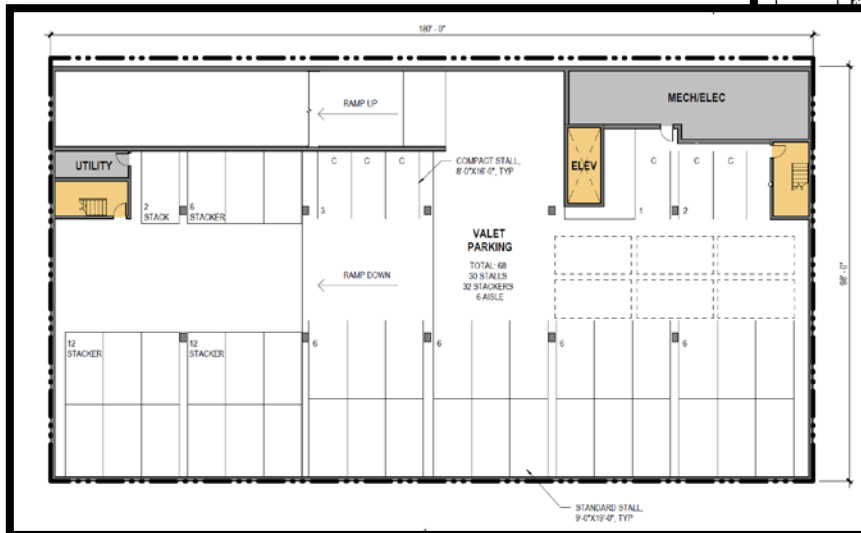 180' - 0"
RAMP UP
MECH/ELEC
UTILITY
C C C
COMPACT STALL,
8'-0"X16'-0", TYP
ELEV
C C C
2
STACK
6
STACKER
3
1
2
VALET
PARKING
TOTAL: 68
30 STALLS
32 STACKERS
6 AISLE
RAMP DOWN
98' - 0"
12
STACKER
12
STACKER
6
6
6
6
STANDARD STALL,
9'-0"X19'-0", TYP